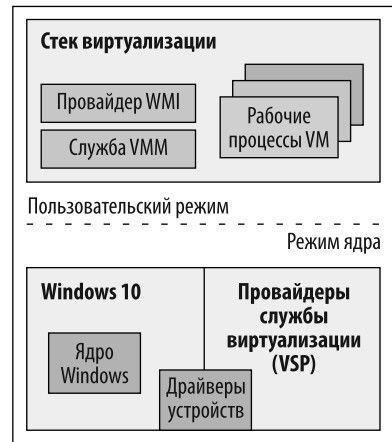 Стек виртуализации
Провайдер WMI
Служба VMM
Рабочие
процессы VM
Пользовательский режим
Режим ядра
Windows 10
Ядро
Windows
Провайдеры
службы
виртуализации
(VSP)
Драйверы
устройств